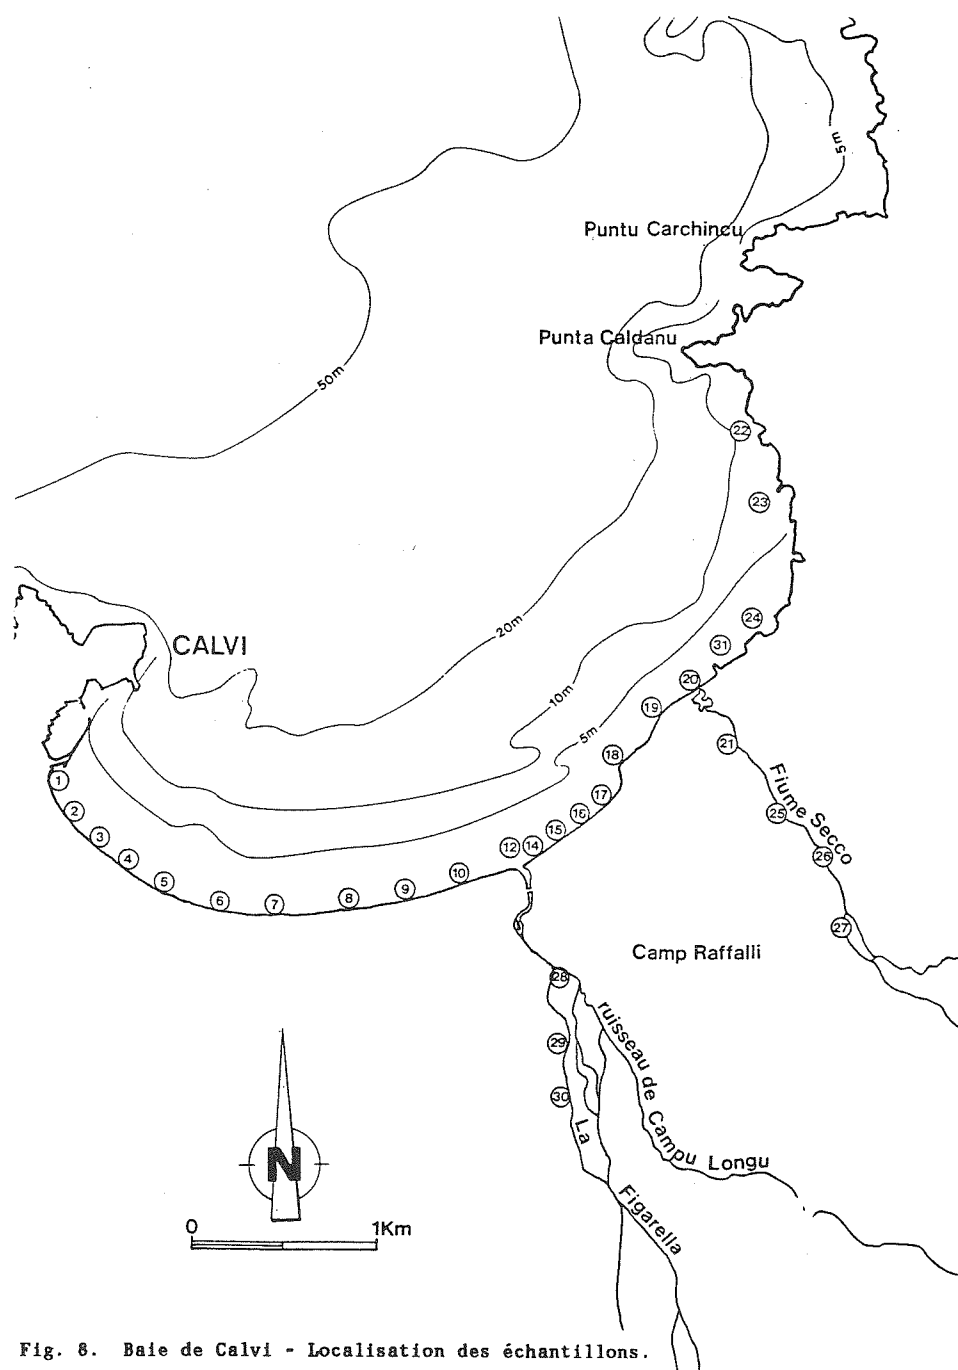 5m
Puntu Carchincu
Punta Caldanu
50m
22
23
CALVI
20m
24
31
10m
20
19
5m
21
18
1
Fiume Secco
17
2
16
25
15
3
12
14
26
4
10
5
9
8
6
7
27
Camp Raffalli
28
ruisseau de Campu Longu
29
30
La Figarella
N
0
1Km
Fig. 8. Baie de Calvi - Localisation des échantillons.